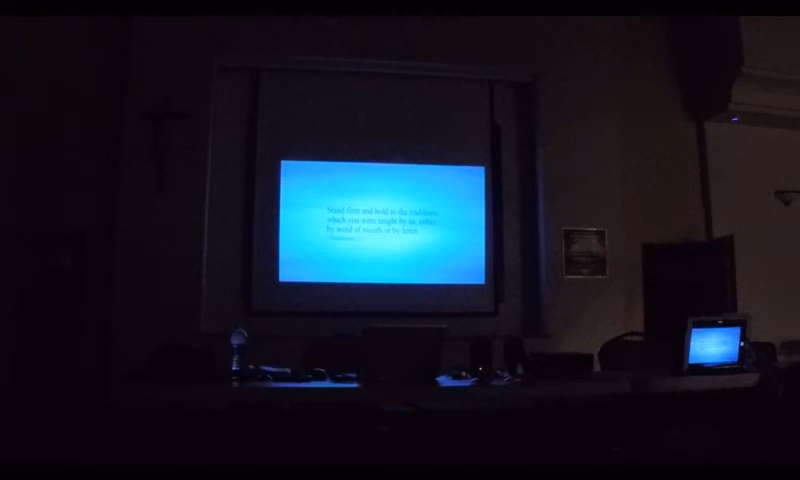 Stand firm and hold to the traditions
which you were taught by us, either
by word of mouth or by letter.